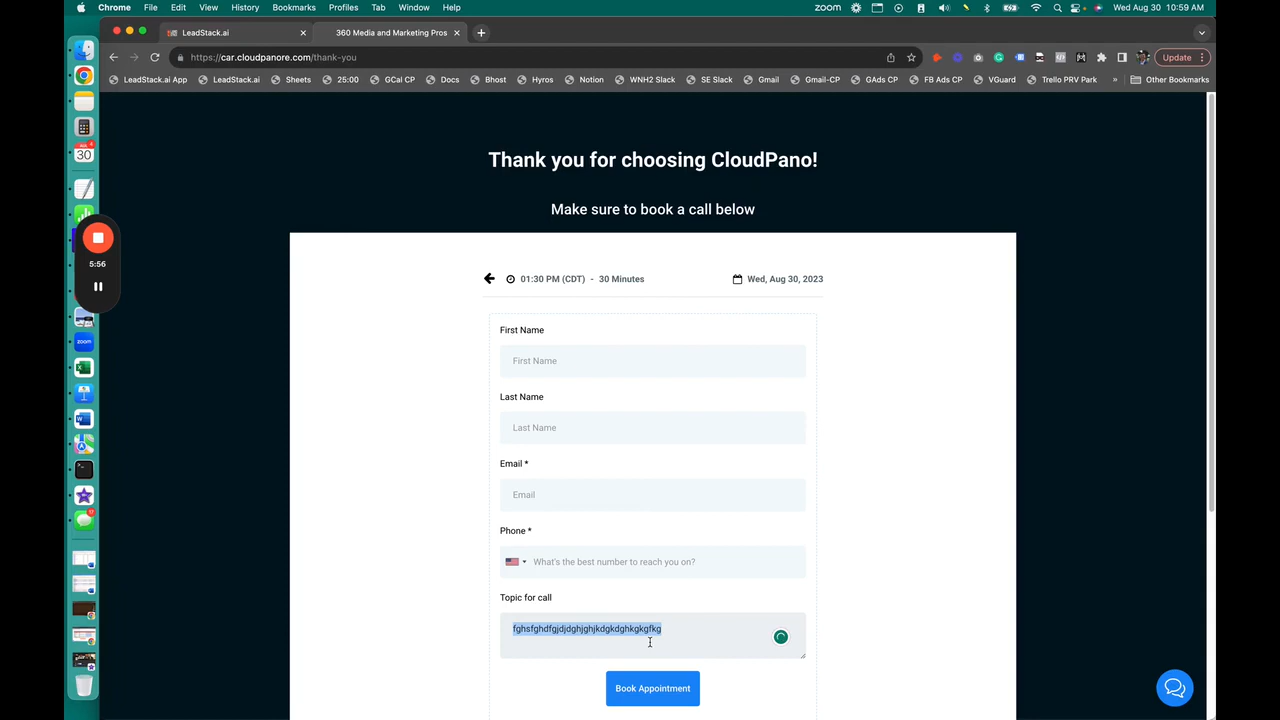 Chrome File Edit View History Bookmarks Profiles Tab Window Help zoom Wed Aug 30 10:59 AM
LeadStack.ai 360 Media and Marketing Pros
https://car.cloudpanore.com/thank-you Update
LeadStack.ai App LeadStack.ai Sheets 25:00 GCal CP Docs Bhost Hyros Notion WNH2 Slack SE Slack Gmail Gmail-CP GAds CP FB Ads CP VGuard Trello PRV Park » Other Bookmarks
30
5:56
zoom
Thank you for choosing CloudPano!
Make sure to book a call below
01:30 PM (CDT) - 30 Minutes Wed, Aug 30, 2023
First Name
First Name
Last Name
Last Name
Email *
Email
Phone *
What's the best number to reach you on?
Topic for call
fghsfghdfgjdjdghjghjkdgkdghkgkgfkg
Book Appointment